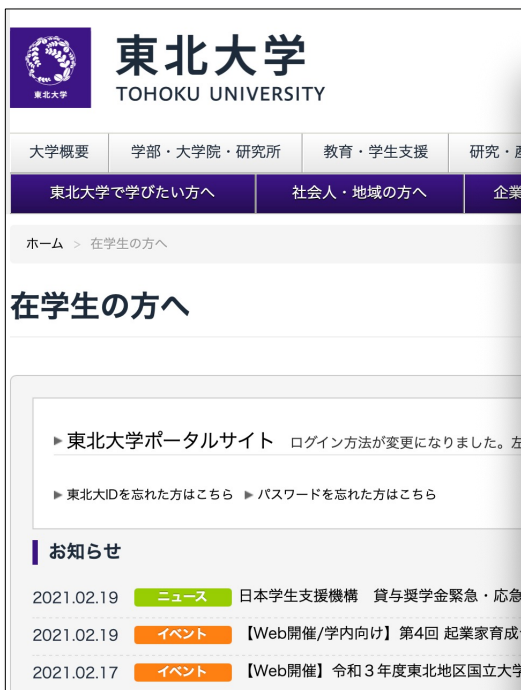 東北大学
東北大学
TOHOKU UNIVERSITY
大学概要 学部・大学院・研究所 教育・学生支援 研究・
東北大学で学びたい方へ 社会人・地域の方へ 企業
ホーム > 在学生の方へ
在学生の方へ
東北大学ポータルサイト ログイン方法が変更になりました。左
東北大IDを忘れた方はこちら パスワードを忘れた方はこちら
お知らせ
2021.02.19 ニュース 日本学生支援機構 貸与奨学金緊急・応急
2021.02.19 イベント 【Web開催/学内向け】第4回 起業家育成
2021.02.17 イベント 【Web開催】令和３年度東北地区国立大学